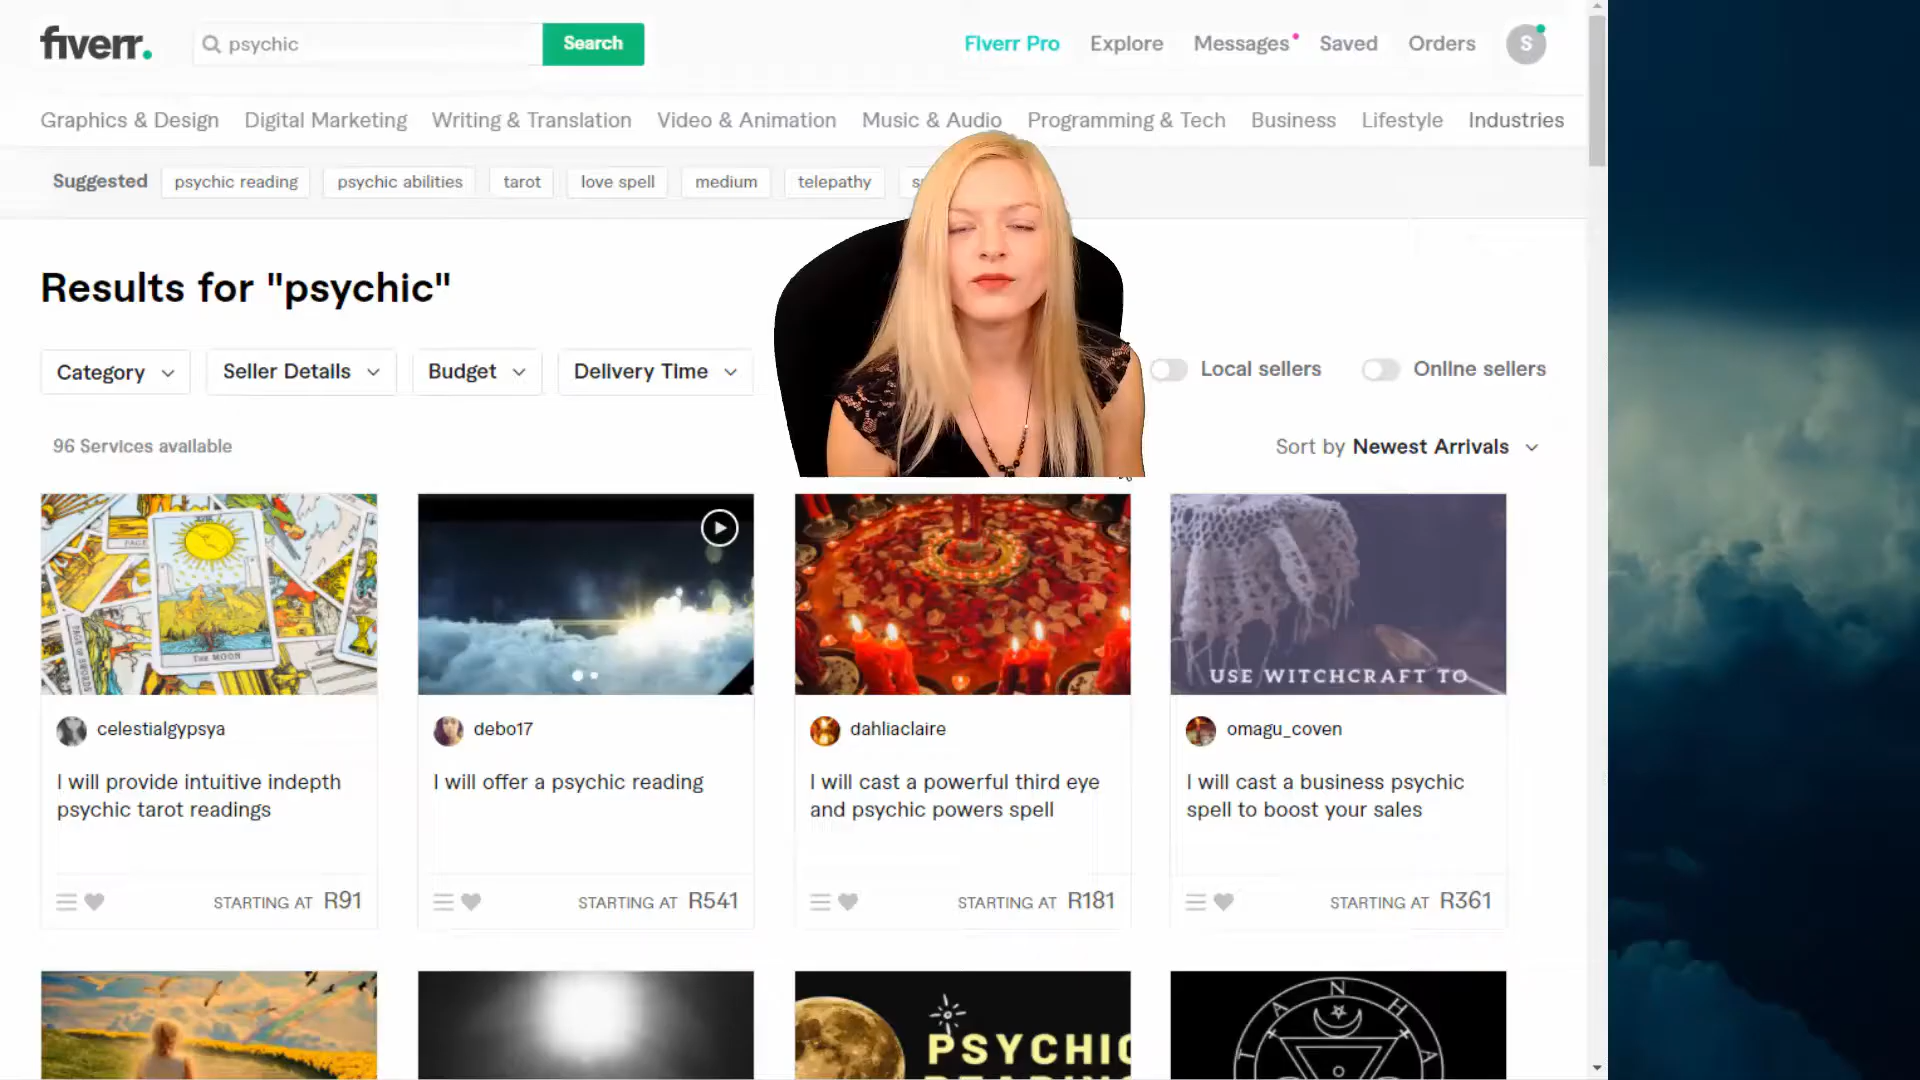 fiverr.
psychic
Search
Fiverr Pro
Explore
Messages
Saved
Orders
S
Graphics & Design
Digital Marketing
Writing & Translation
Video & Animation
Music & Audio
Programming & Tech
Business
Lifestyle
Industries
Suggested
psychic reading
psychic abilities
tarot
love spell
medium
telepathy
Results for "psychic"
Category
Seller Details
Budget
Delivery Time
Local sellers
Online sellers
96 Services available
Sort by Newest Arrivals
THE MOON
USE WITCHCRAFT TO
celestialgypsya
debo17
dahliaclaire
omagu_coven
I will provide intuitive indepth
psychic tarot readings
I will offer a psychic reading
I will cast a powerful third eye
and psychic powers spell
I will cast a business psychic
spell to boost your sales
STARTING AT R91
STARTING AT R541
STARTING AT R181
STARTING AT R361
PSYCHIC
T A N H A